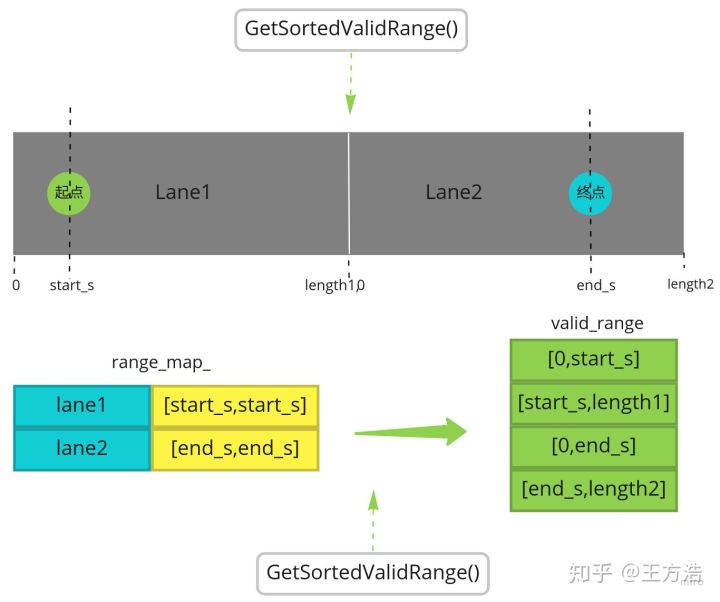 GetSortedValidRange()
起点
Lane1
Lane2
终点
0
start_s
length1,0
end_s
length2
range_map_
valid_range
lane1
[start_s,start_s]
lane2
[end_s,end_s]
[0,start_s]
[start_s,length1]
[0,end_s]
[end_s,length2]
GetSortedValidRange()
知乎 @王方浩
miro